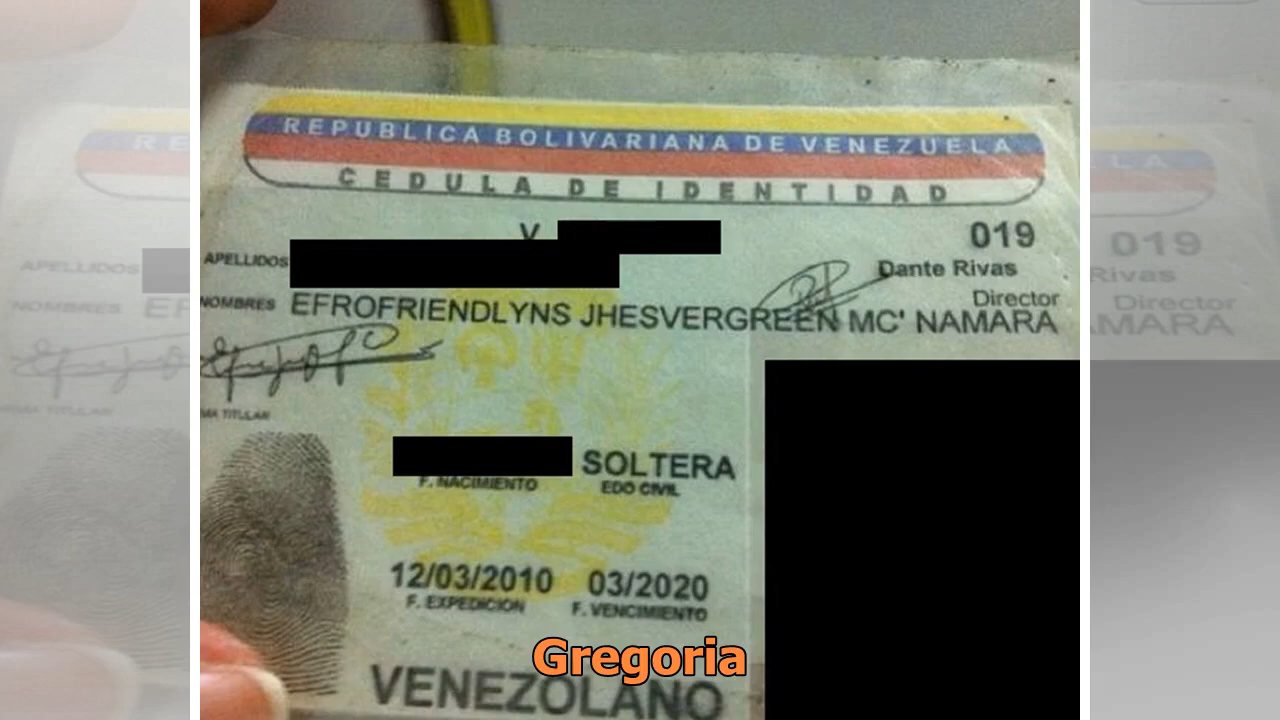 REPUBLICA BOLIVARIANA DE VENEZUELA
CEDULA DE IDENTIDAD
V 019
APELLIDOS Dante Rivas
Director
NOMBRES EFROFRIENDLYNS JHESVERGREEN MC' NAMARA
TITULAR
SOLTERA
F. NACIMIENTO EDO CIVIL
12/03/2010 03/2020
F. EXPEDICION F. VENCIMIENTO
Gregoria
VENEZOLANO